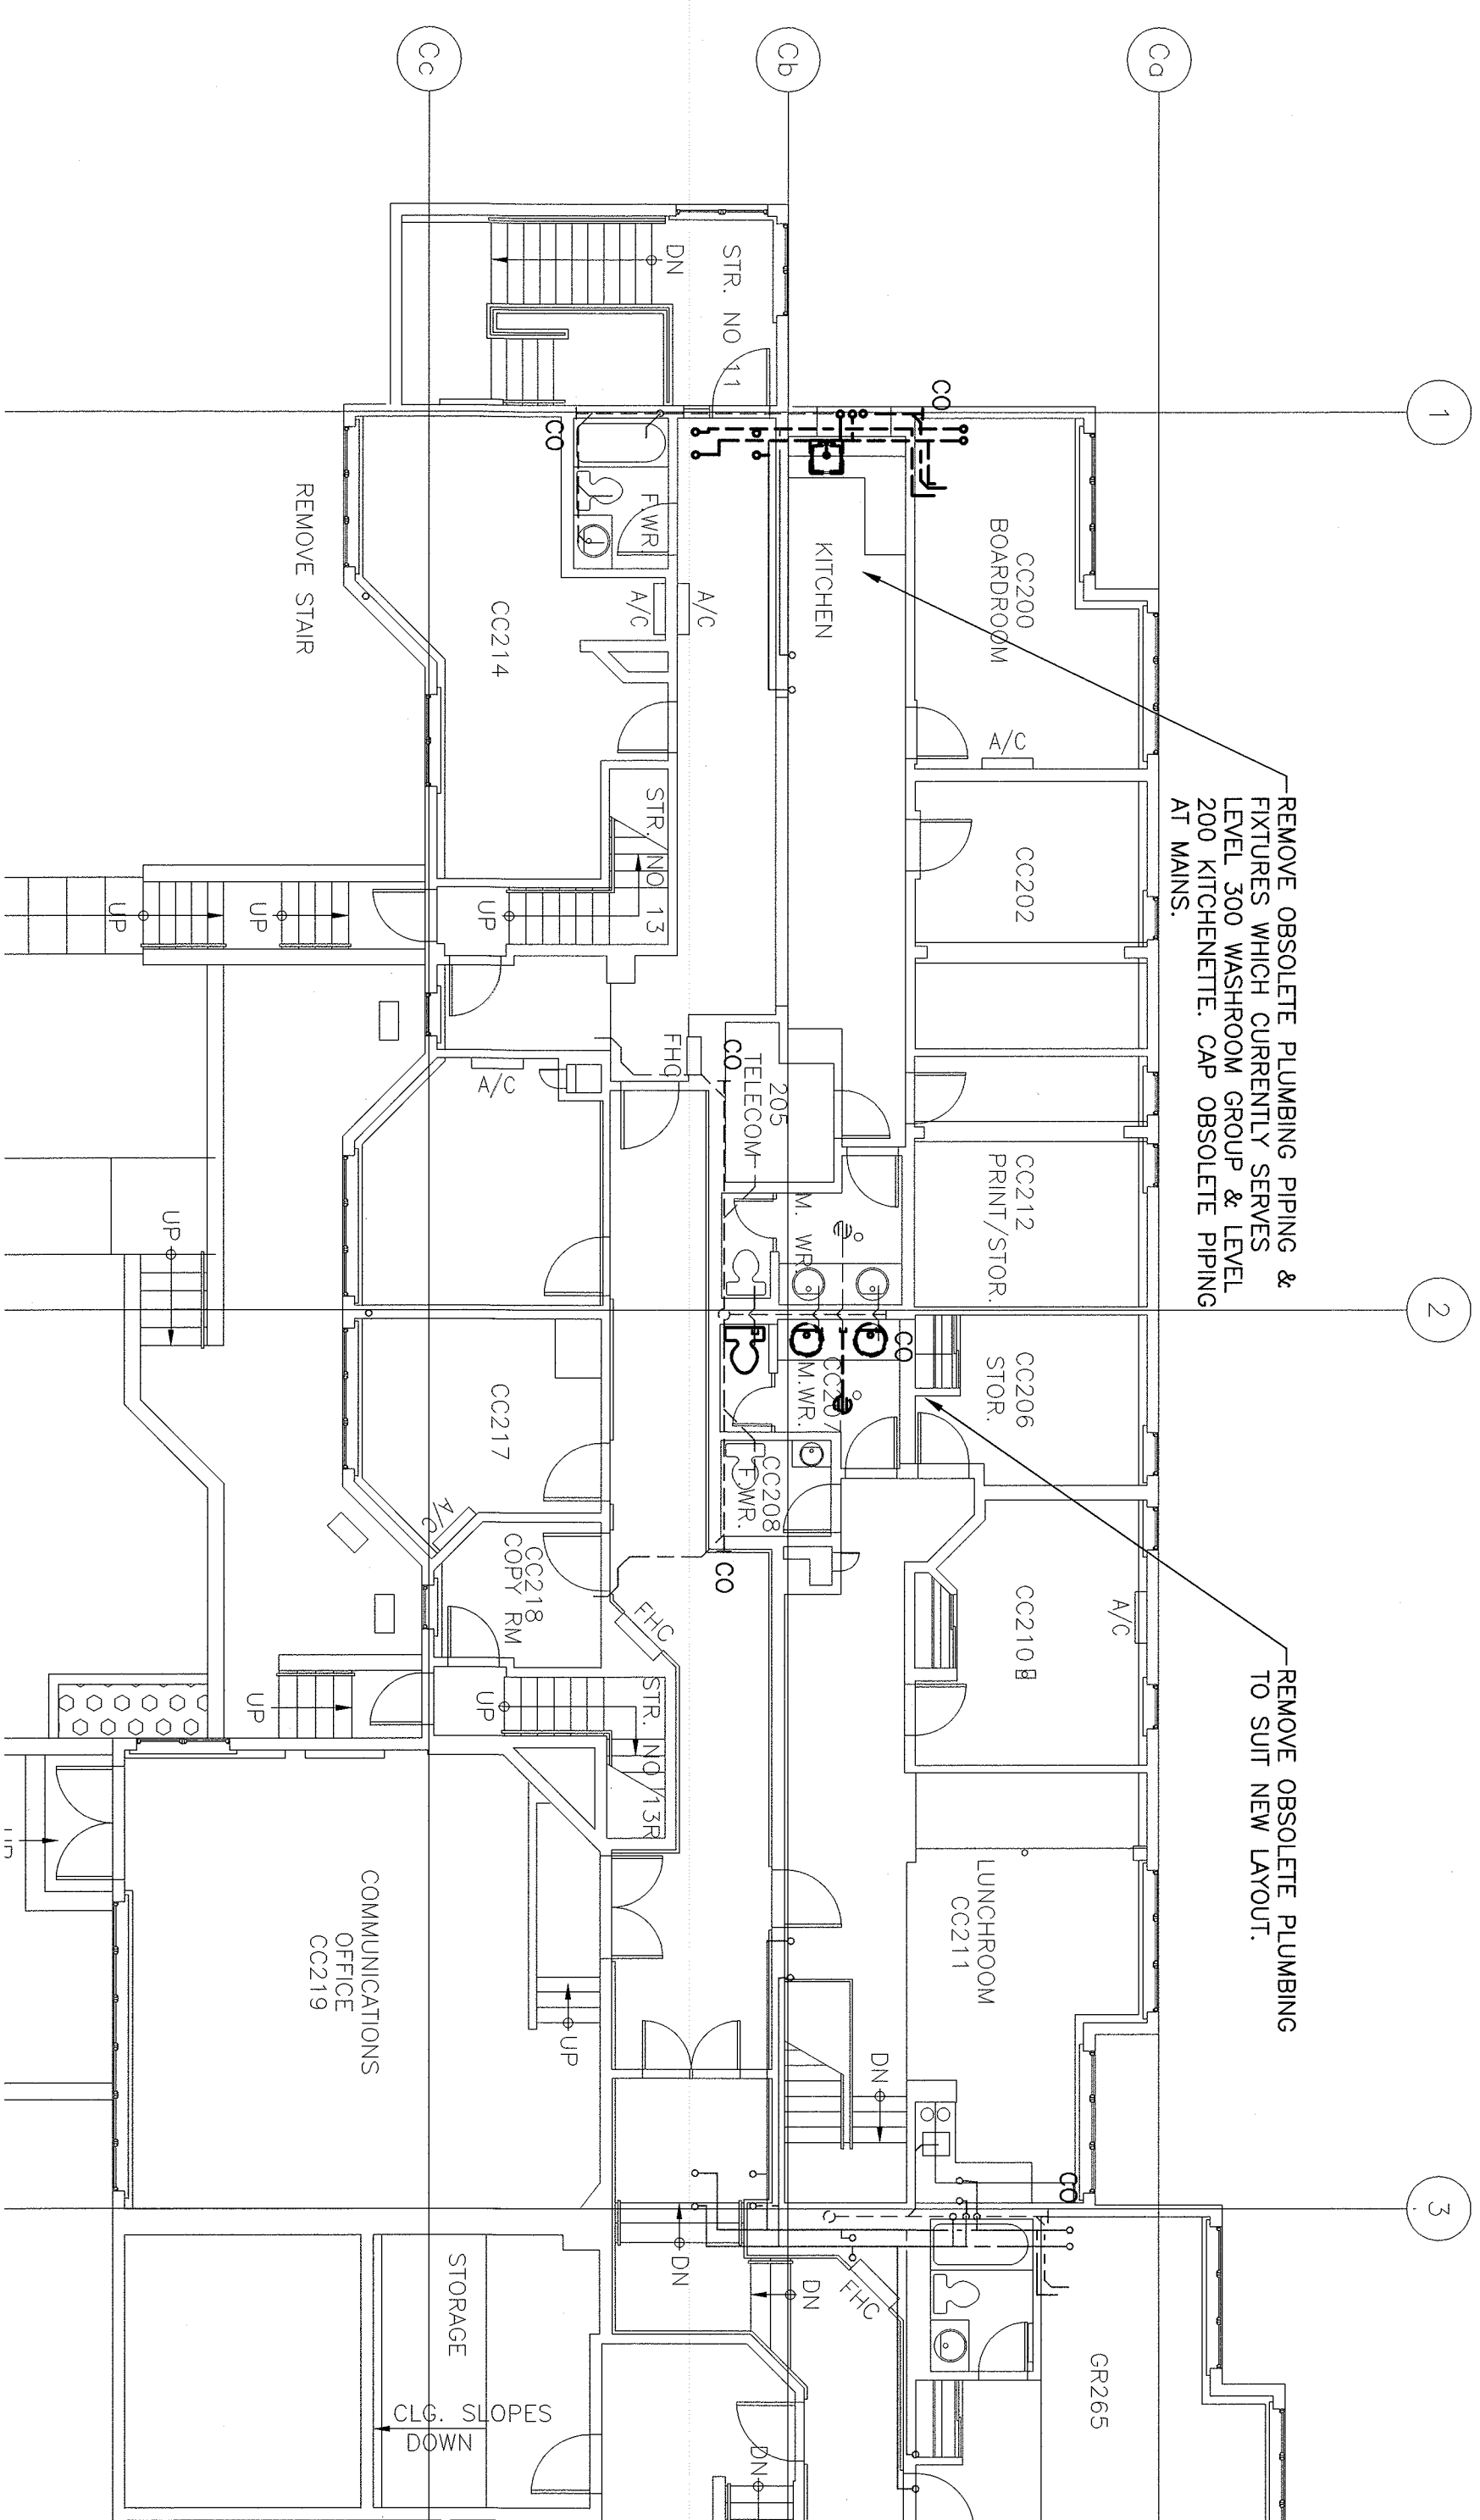 1
2
3
Ca
Cb
Cc
REMOVE OBSOLETE PLUMBING PIPING &
FIXTURES WHICH CURRENTLY SERVES
LEVEL 300 WASHROOM GROUP & LEVEL
200 KITCHENETTE. CAP OBSOLETE PIPING
AT MAINS.
REMOVE OBSOLETE PLUMBING
TO SUIT NEW LAYOUT.
CO
CC200
BOARDROOM
A/C
CC202
CC212
PRINT/STOR.
CC206
STOR.
A/C
CC210
LUNCHROOM
CC211
CO
GR265
STR. NO 11
DN
KITCHEN
205
TELECOM
CO
M. WR.
CO
CC207
M.WR.
CC208
F.WR.
CO
DN
FHC
DN
DN
DN
CO
F.WR.
A/C
A/C
CC214
STR. NO 13
UP
FHC
A/C
CC217
A/C
CC218
COPY RM
FHC
STR. NO 13R
UP
UP
STORAGE
CLG. SLOPES
DOWN
REMOVE STAIR
UP
UP
UP
UP
COMMUNICATIONS
OFFICE
CC219